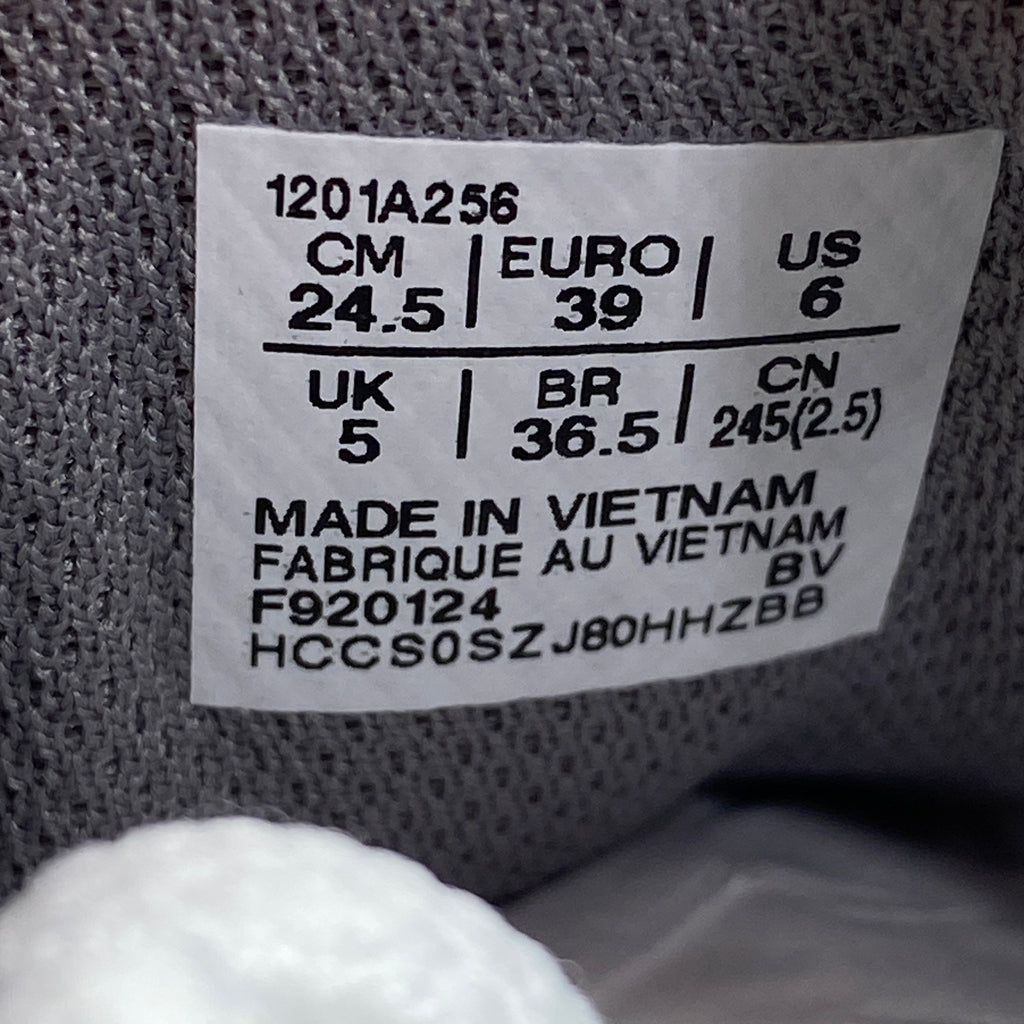 1201A256
CM | EURO | US
24.5 | 39 | 6
UK | BR | CN
5 | 36.5 | 245(2.5)
MADE IN VIETNAM
FABRIQUE AU VIETNAM
BV
F920124
HCCS0SZJ80HHZBB